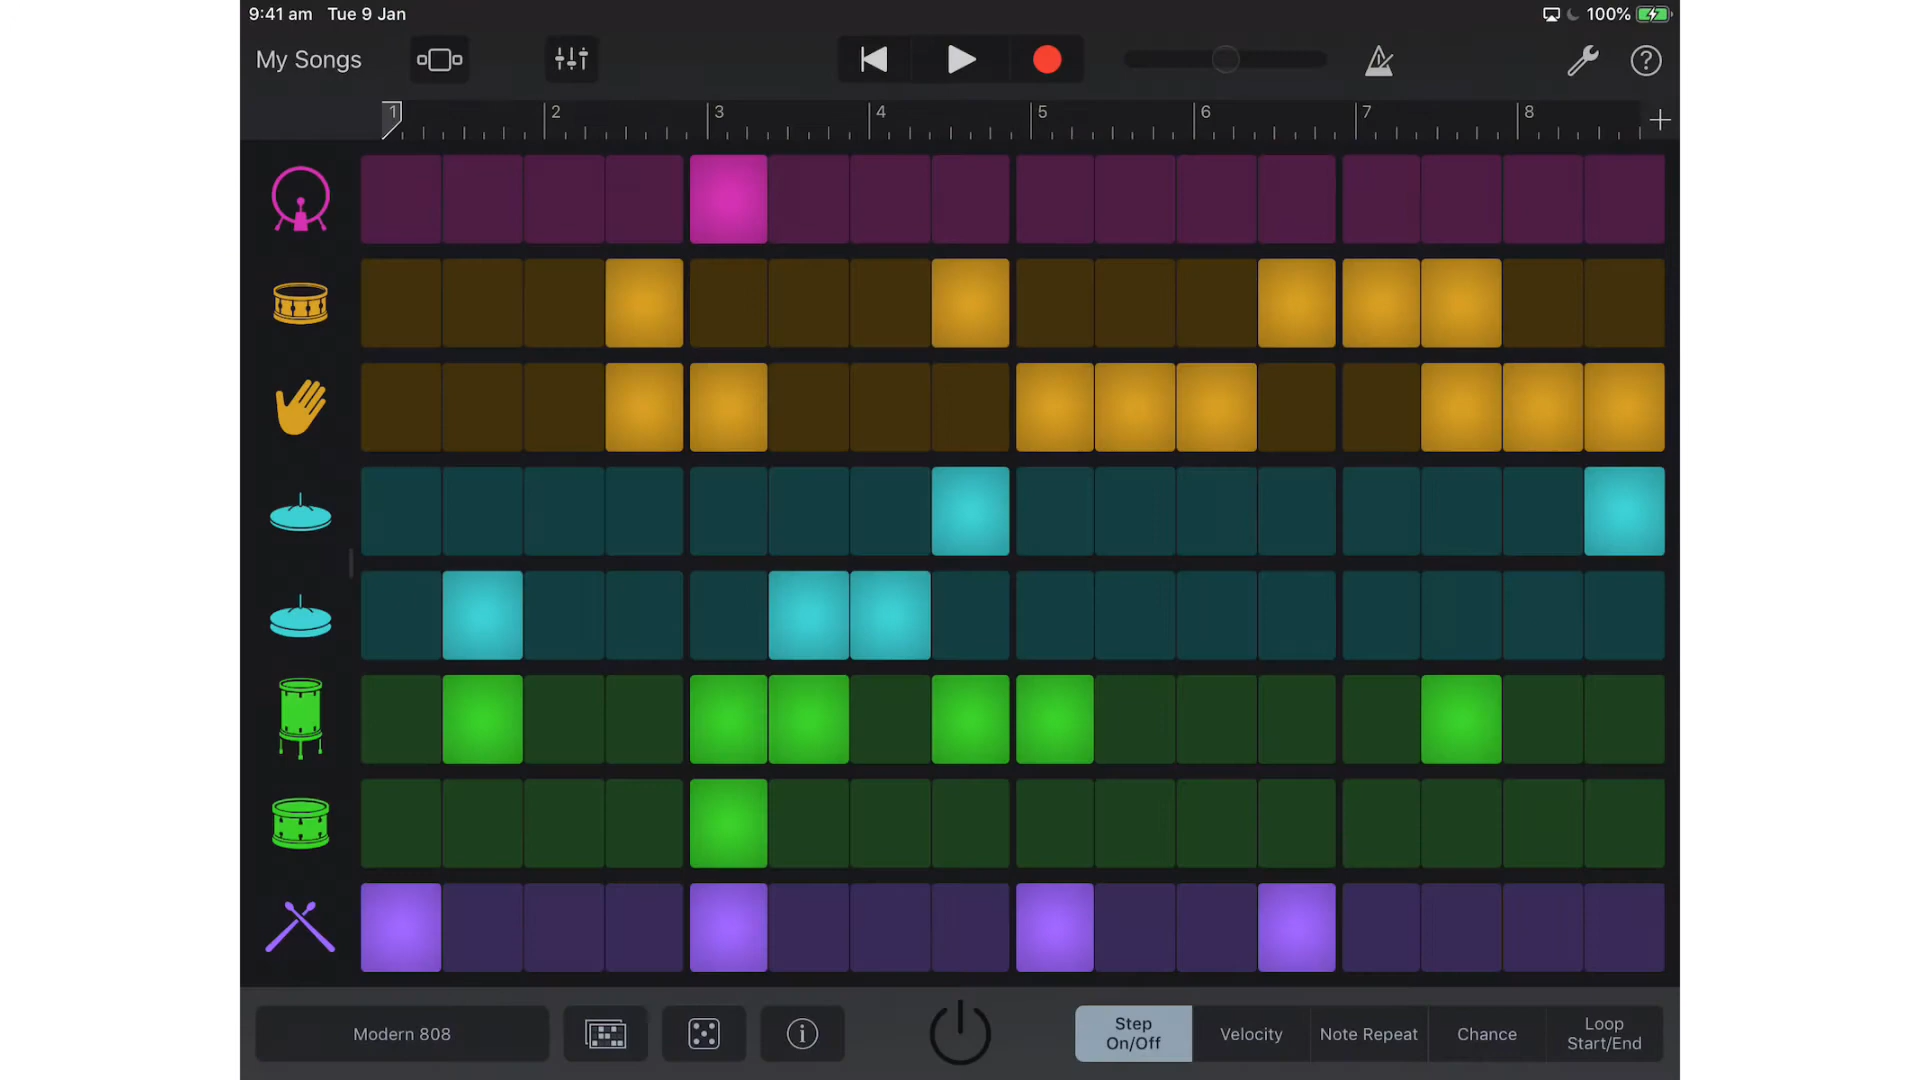 9:41 am Tue 9 Jan 100%
My Songs
1 2 3 4 5 6 7 8
Modern 808
Step
On/Off
Velocity
Note Repeat
Chance
Loop
Start/End